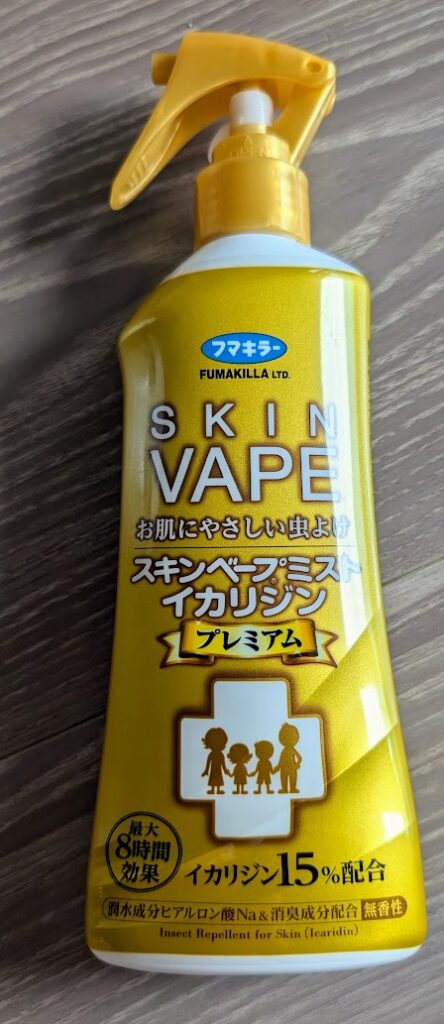 フマキラー
FUMAKILLA LTD.
SKIN
VAPE
お肌にやさしい虫よけ
スキンベープミスト
イカリジン
プレミアム
最大
8時間
効果
イカリジン15%配合
潤水成分ヒアルロン酸Na&消臭成分配合 無香性
Insect Repellent for Skin (Icaridin)